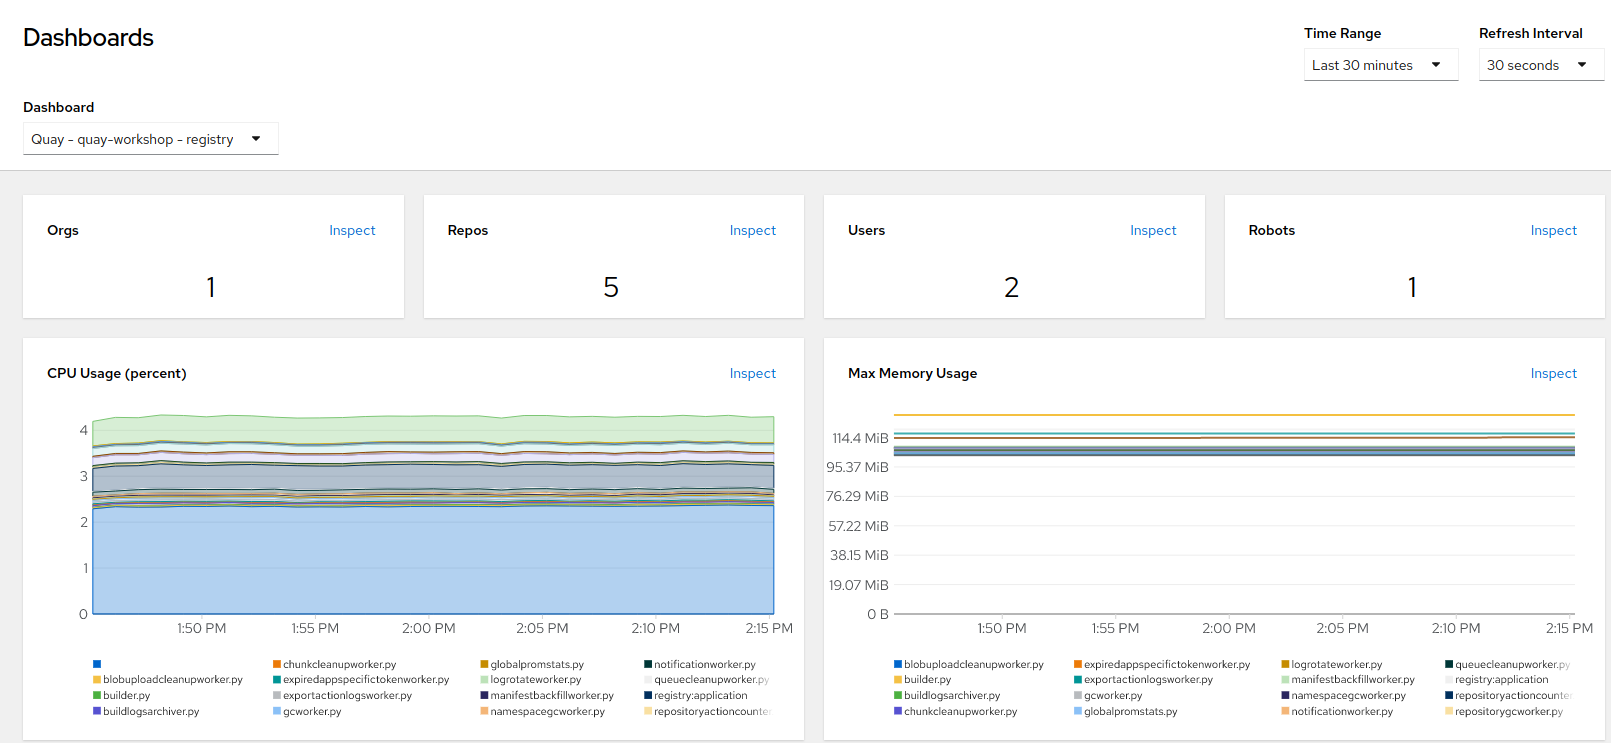 Dashboards
Time Range
Refresh Interval
Last 30 minutes
30 seconds
Dashboard
Quay - quay-workshop - registry
Orgs
Inspect
1
Repos
Inspect
5
Users
Inspect
2
Robots
Inspect
1
CPU Usage (percent)
Inspect
4
3
2
1
0
1:50 PM
1:55 PM
2:00 PM
2:05 PM
2:10 PM
2:15 PM
chunkcleanupworker.py
globalpromstats.py
notificationworker.py
blobuploadcleanupworker.py
expiredappspecifictokenworker.py
logrotateworker.py
queuecleanupworker.py
builder.py
exportactionlogsworker.py
manifestbackfillworker.py
registry:application
buildlogsarchiver.py
gcworker.py
namespacegcworker.py
repositoryactioncounter
Max Memory Usage
Inspect
114.4 MiB
95.37 MiB
76.29 MiB
57.22 MiB
38.15 MiB
19.07 MiB
0 B
1:50 PM
1:55 PM
2:00 PM
2:05 PM
2:10 PM
2:15 PM
blobuploadcleanupworker.py
expiredappspecifictokenworker.py
logrotateworker.py
queuecleanupworker.py
builder.py
exportactionlogsworker.py
manifestbackfillworker.py
registry:application
buildlogsarchiver.py
gcworker.py
namespacegcworker.py
repositoryactioncounter
chunkcleanupworker.py
globalpromstats.py
notificationworker.py
repositorygcworker.py